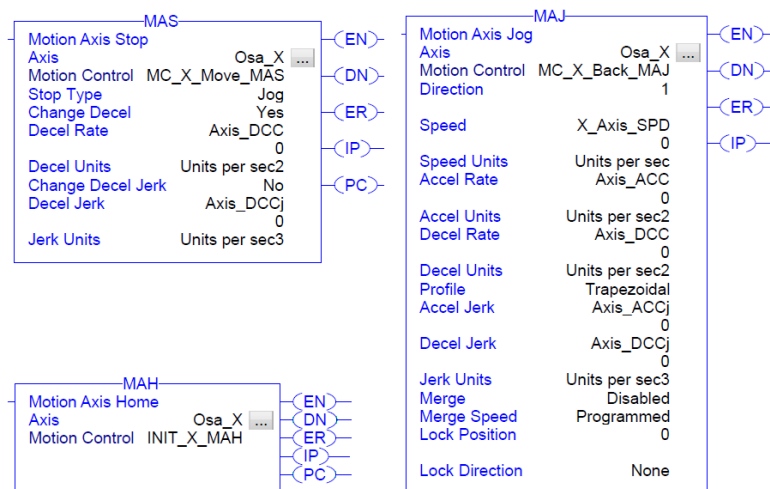 MAS
Motion Axis Stop
Axis Osa_X ...
Motion Control MC_X_Move_MAS
Stop Type Jog
Change Decel Yes
Decel Rate Axis_DCC
0
Decel Units Units per sec2
Change Decel Jerk No
Decel Jerk Axis_DCCj
0
Jerk Units Units per sec3
EN
DN
ER
IP
PC
MAJ
Motion Axis Jog
Axis Osa_X ...
Motion Control MC_X_Back_MAJ
Direction 1
Speed X_Axis_SPD
0
Speed Units Units per sec
Accel Rate Axis_ACC
0
Accel Units Units per sec2
Decel Rate Axis_DCC
0
Decel Units Units per sec2
Profile Trapezoidal
Accel Jerk Axis_ACCj
0
Decel Jerk Axis_DCCj
0
Jerk Units Units per sec3
Merge Disabled
Merge Speed Programmed
Lock Position 0
Lock Direction None
EN
DN
ER
IP
MAH
Motion Axis Home
Axis Osa_X ...
Motion Control INIT_X_MAH
EN
DN
ER
IP
PC